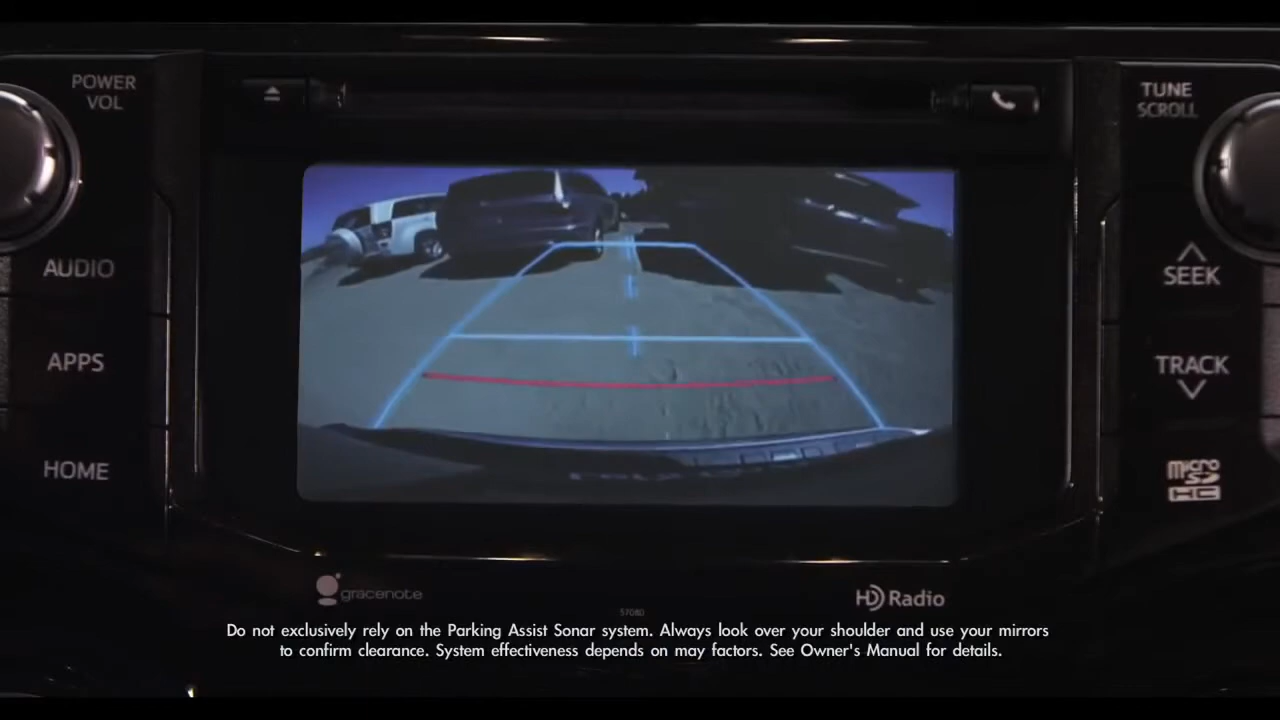 POWER
VOL
TUNE
SCROLL
AUDIO
SEEK
APPS
TRACK
HOME
micro
SD
HC
gracenote
HD Radio
57080
Do not exclusively rely on the Parking Assist Sonar system. Always look over your shoulder and use your mirrors
to confirm clearance. System effectiveness depends on may factors. See Owner's Manual for details.